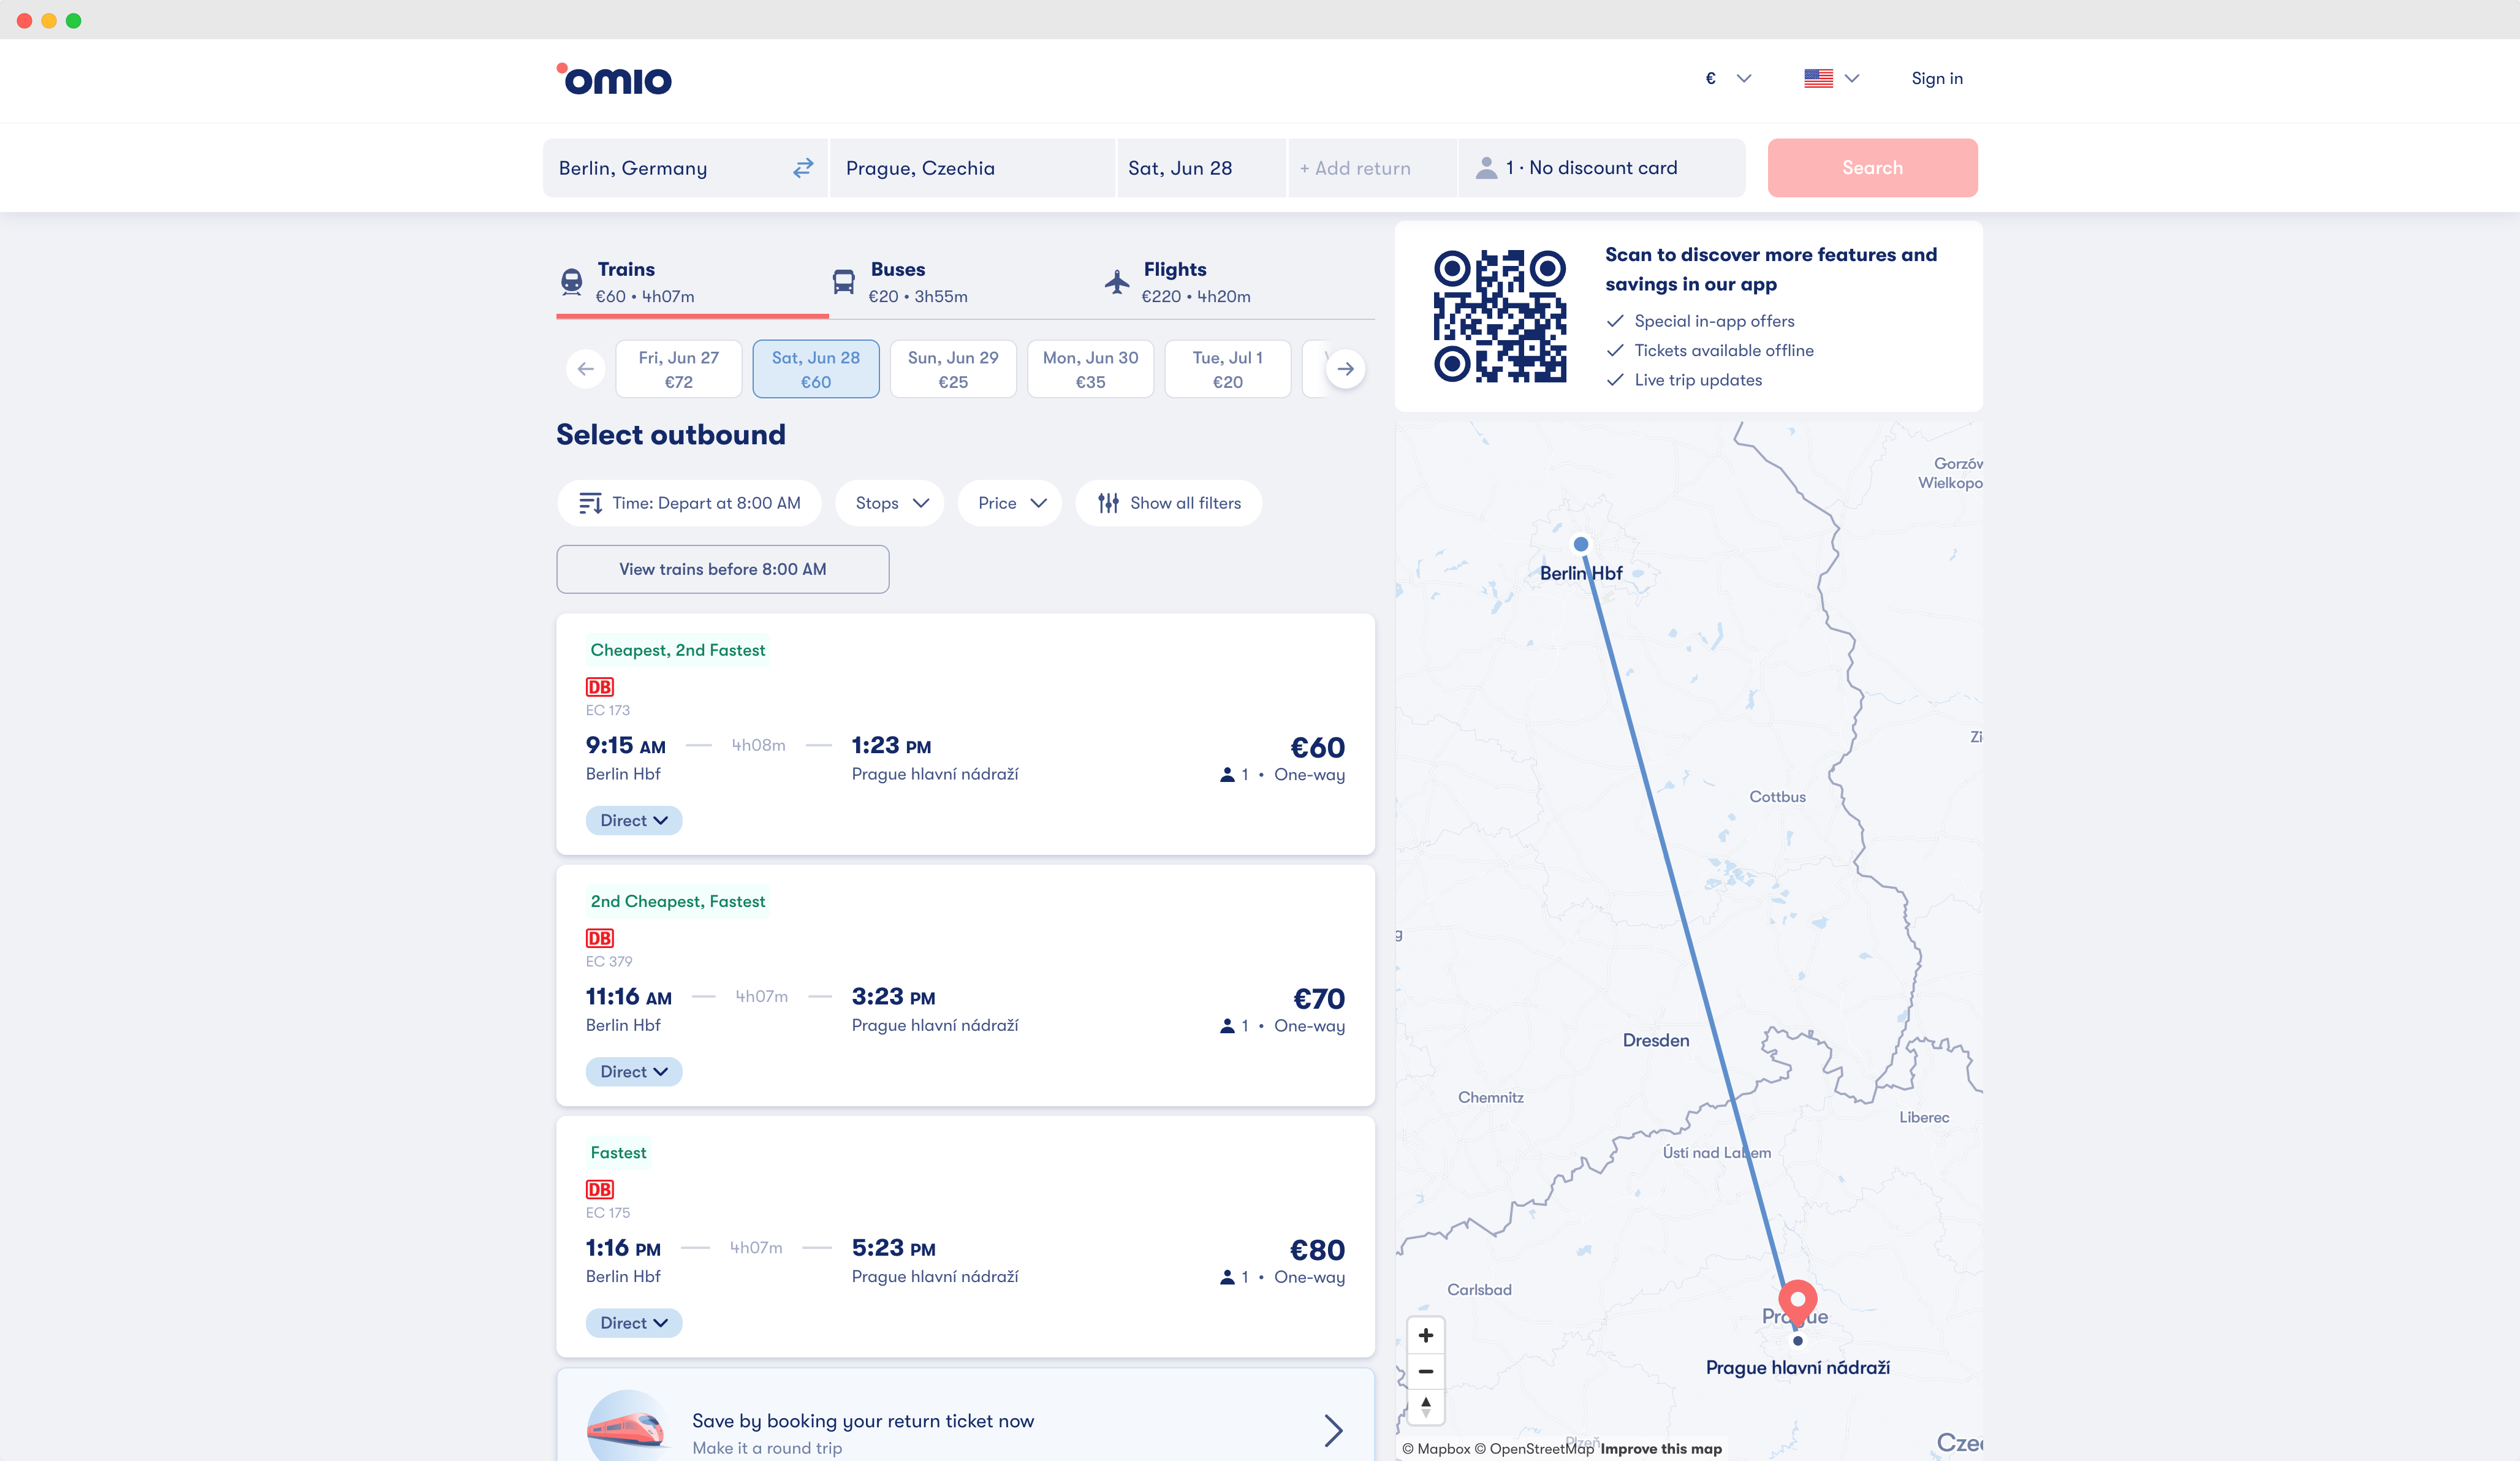 omio
€
Sign in
Berlin, Germany
Prague, Czechia
Sat, Jun 28
+ Add return
1 · No discount card
Search
Trains
€60 • 4h07m
Buses
€20 • 3h55m
Flights
€220 • 4h20m
Fri, Jun 27
€72
Sat, Jun 28
€60
Sun, Jun 29
€25
Mon, Jun 30
€35
Tue, Jul 1
€20
Select outbound
Time: Depart at 8:00 AM
Stops
Price
Show all filters
View trains before 8:00 AM
Cheapest, 2nd Fastest
DB
EC 173
9:15 AM
4h08m
1:23 PM
€60
Berlin Hbf
Prague hlavní nádraží
1 • One-way
Direct
2nd Cheapest, Fastest
DB
EC 379
11:16 AM
4h07m
3:23 PM
€70
Berlin Hbf
Prague hlavní nádraží
1 • One-way
Direct
Fastest
DB
EC 175
1:16 PM
4h07m
5:23 PM
€80
Berlin Hbf
Prague hlavní nádraží
1 • One-way
Direct
Save by booking your return ticket now
Make it a round trip
Scan to discover more features and
savings in our app
Special in-app offers
Tickets available offline
Live trip updates
Gorzów
Wielkopo
Berlin Hbf
Zi
Cottbus
g
Dresden
Chemnitz
Liberec
Ústí nad Labem
Carlsbad
Prague
Prague hlavní nádraží
Plzeň
Czec
© Mapbox © OpenStreetMap Improve this map